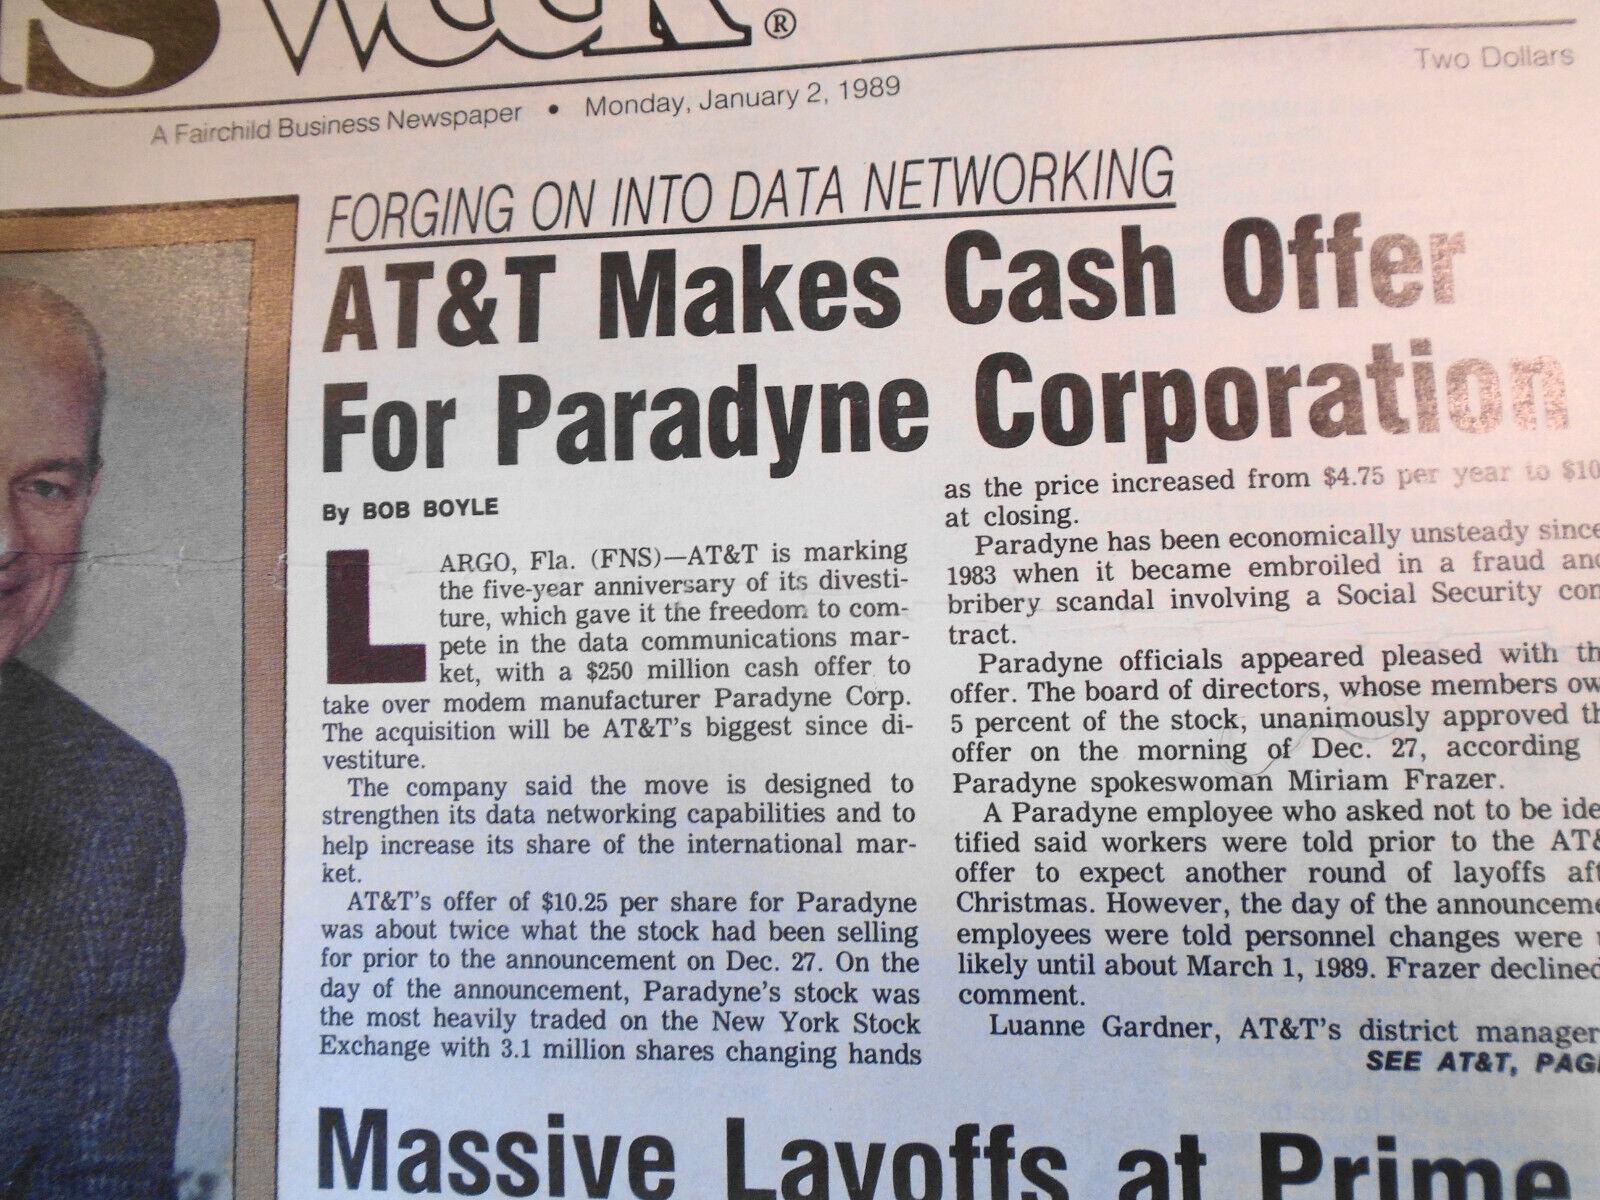 Week®
Two Dollars
A Fairchild Business Newspaper • Monday, January 2, 1989
FORGING ON INTO DATA NETWORKING
AT&T Makes Cash Offer
For Paradyne Corporation
By BOB BOYLE
LARGO, Fla. (FNS)—AT&T is marking
the five-year anniversary of its divesti-
ture, which gave it the freedom to com-
pete in the data communications mar-
ket, with a $250 million cash offer to
take over modem manufacturer Paradyne Corp.
The acquisition will be AT&T's biggest since di-
vestiture.
The company said the move is designed to
strengthen its data networking capabilities and to
help increase its share of the international mar-
ket.
AT&T's offer of $10.25 per share for Paradyne
was about twice what the stock had been selling
for prior to the announcement on Dec. 27. On the
day of the announcement, Paradyne's stock was
the most heavily traded on the New York Stock
Exchange with 3.1 million shares changing hands
as the price increased from $4.75 per year to $10
at closing.
Paradyne has been economically unsteady since
1983 when it became embroiled in a fraud and
bribery scandal involving a Social Security con
tract.
Paradyne officials appeared pleased with th
offer. The board of directors, whose members ow
5 percent of the stock, unanimously approved th
offer on the morning of Dec. 27, according
Paradyne spokeswoman Miriam Frazer.
A Paradyne employee who asked not to be ide
tified said workers were told prior to the AT&
offer to expect another round of layoffs aft
Christmas. However, the day of the announceme
employees were told personnel changes were
likely until about March 1, 1989. Frazer declined
comment.
Luanne Gardner, AT&T's district manager
SEE AT&T, PAG
Massive Layoffs at Prime